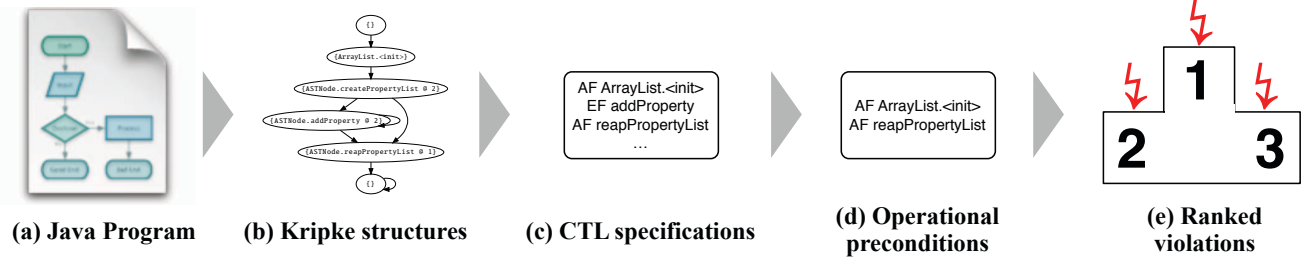 Start
{}
{ArrayList.<init>}
{ASTNode.createPropertyList @ 2}
{ASTNode.addProperty @ 2}
{ASTNode.reapPropertyList @ 1}
{}
AF ArrayList.<init>
EF addProperty
AF reapPropertyList
…
AF ArrayList.<init>
AF reapPropertyList
1
2
3
(a) Java Program
(b) Kripke structures
(c) CTL specifications
(d) Operational
preconditions
(e) Ranked
violations